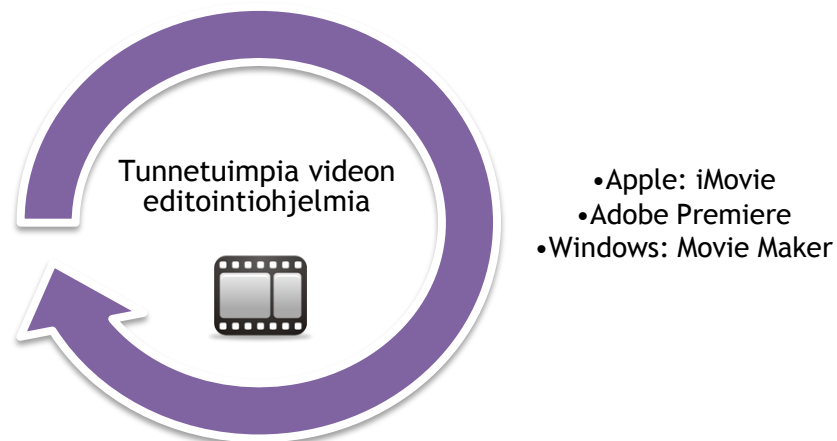 Tunnetuimpia videon
editointiohjelmia
•Apple: iMovie
•Adobe Premiere
•Windows: Movie Maker